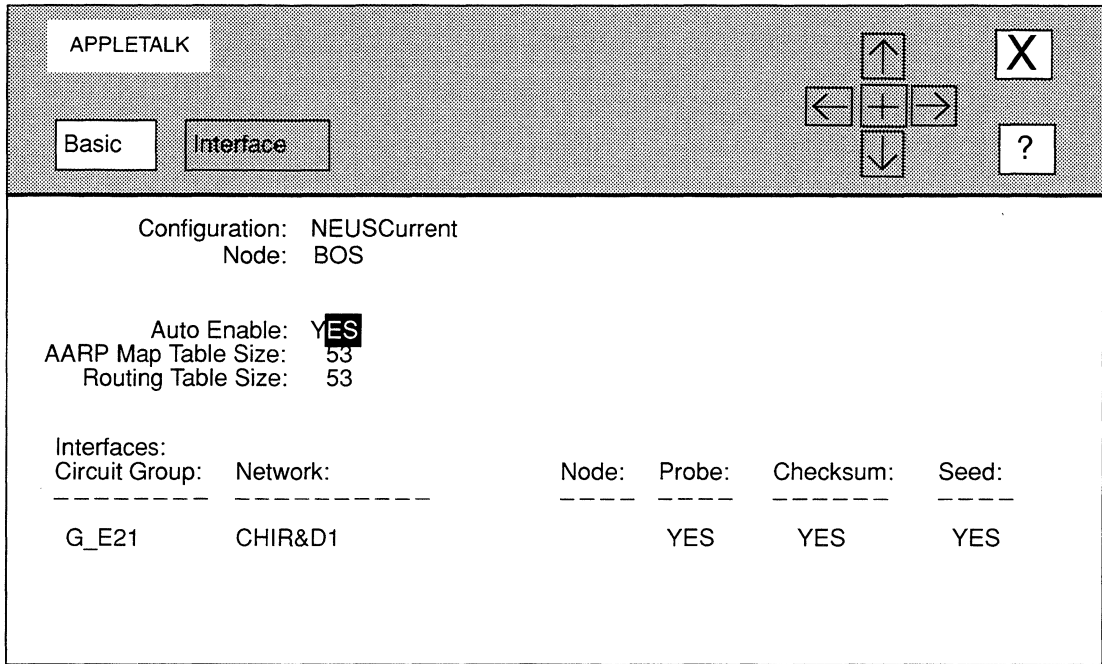 APPLETALK
X
Basic Interface
?
Configuration: NEUSCurrent
Node: BOS
Auto Enable: YES
AARP Map Table Size: 53
Routing Table Size: 53
Interfaces:
Circuit Group: Network: Node: Probe: Checksum: Seed:
G_E21 CHIR&D1 YES YES YES